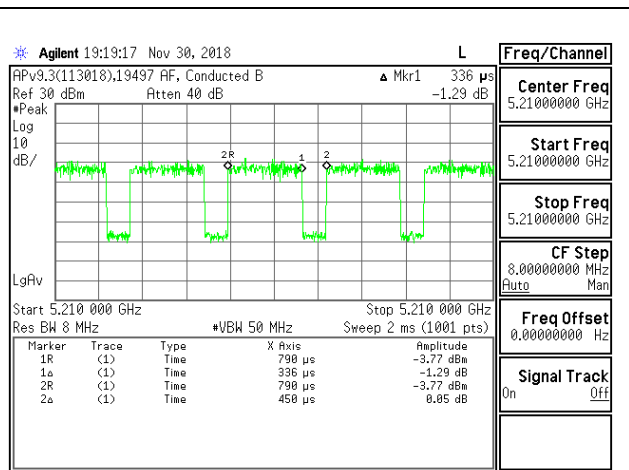 Agilent 19:19:17 Nov 30, 2018 L
APv9.3(113018),19497 AF, Conducted B Δ Mkr1 336 µs
Ref 30 dBm Atten 40 dB -1.29 dB
#Peak
Log
10
dB/
2R 1 2
LgAv
Start 5.210 000 GHz Stop 5.210 000 GHz
Res BW 8 MHz #VBW 50 MHz Sweep 2 ms (1001 pts)
Marker Trace Type X Axis Amplitude
1R (1) Time 790 µs -3.77 dBm
1Δ (1) Time 336 µs -1.29 dB
2R (1) Time 790 µs -3.77 dBm
2Δ (1) Time 450 µs 0.05 dB
Freq/Channel
Center Freq
5.21000000 GHz
Start Freq
5.21000000 GHz
Stop Freq
5.21000000 GHz
CF Step
8.00000000 MHz
Auto Man
Freq Offset
0.00000000 Hz
Signal Track
On Off